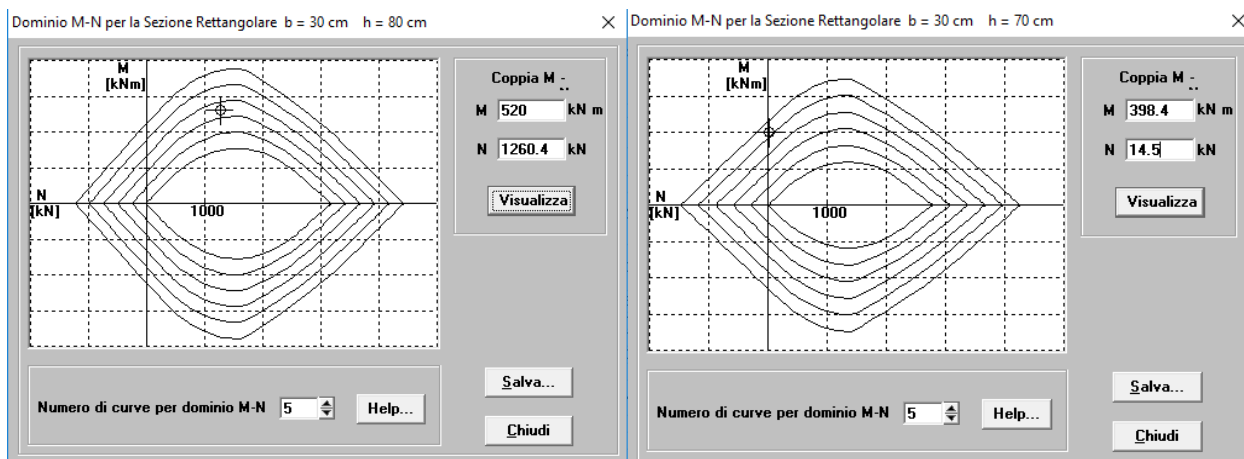 Dominio M-N per la Sezione Rettangolare b = 30 cm h = 80 cm
M
[kNm]
N
[kN]
1000
Coppia M -
M 520 kN m
N 1260.4 kN
Visualizza
Numero di curve per dominio M-N 5 Help...
Salva...
Chiudi
Dominio M-N per la Sezione Rettangolare b = 30 cm h = 70 cm
M
[kNm]
N
[kN]
1000
Coppia M -
M 398.4 kN m
N 14.5 kN
Visualizza
Numero di curve per dominio M-N 5 Help...
Salva...
Chiudi